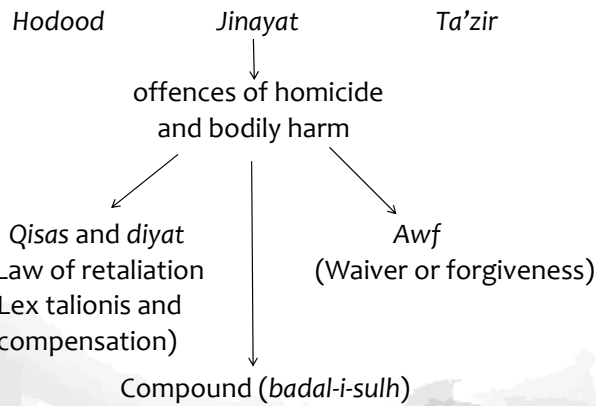 Hodood Jinayat Ta’zir
offences of homicide
and bodily harm
Qisas and diyat
Law of retaliation
Lex talionis and
compensation)
Awf
(Waiver or forgiveness)
Compound (badal-i-sulh)